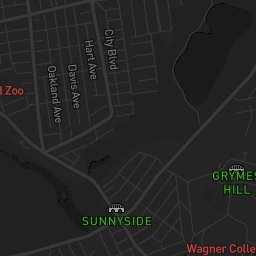 City Blvd
Hart Ave
Davis Ave
Oakland Ave
Zoo
GRYMES
HILL
SUNNYSIDE
Wagner Colle